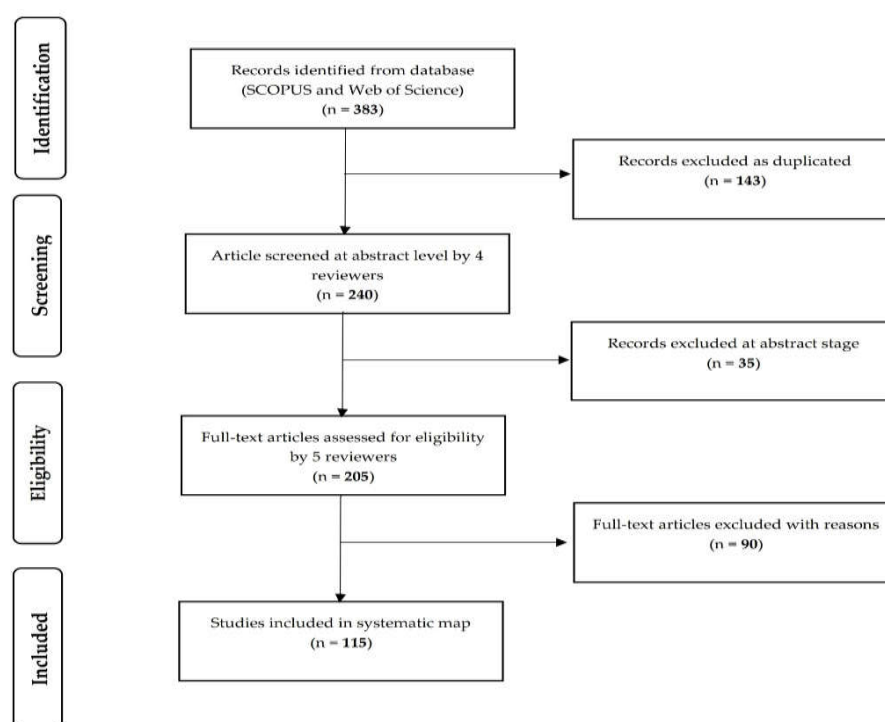 Identification
Records identified from database
(SCOPUS and Web of Science)
(n = 383)
Records excluded as duplicated
(n = 143)
Screening
Article screened at abstract level by 4
reviewers
(n = 240)
Records excluded at abstract stage
(n = 35)
Eligibility
Full-text articles assessed for eligibility
by 5 reviewers
(n = 205)
Full-text articles excluded with reasons
(n = 90)
Included
Studies included in systematic map
(n = 115)